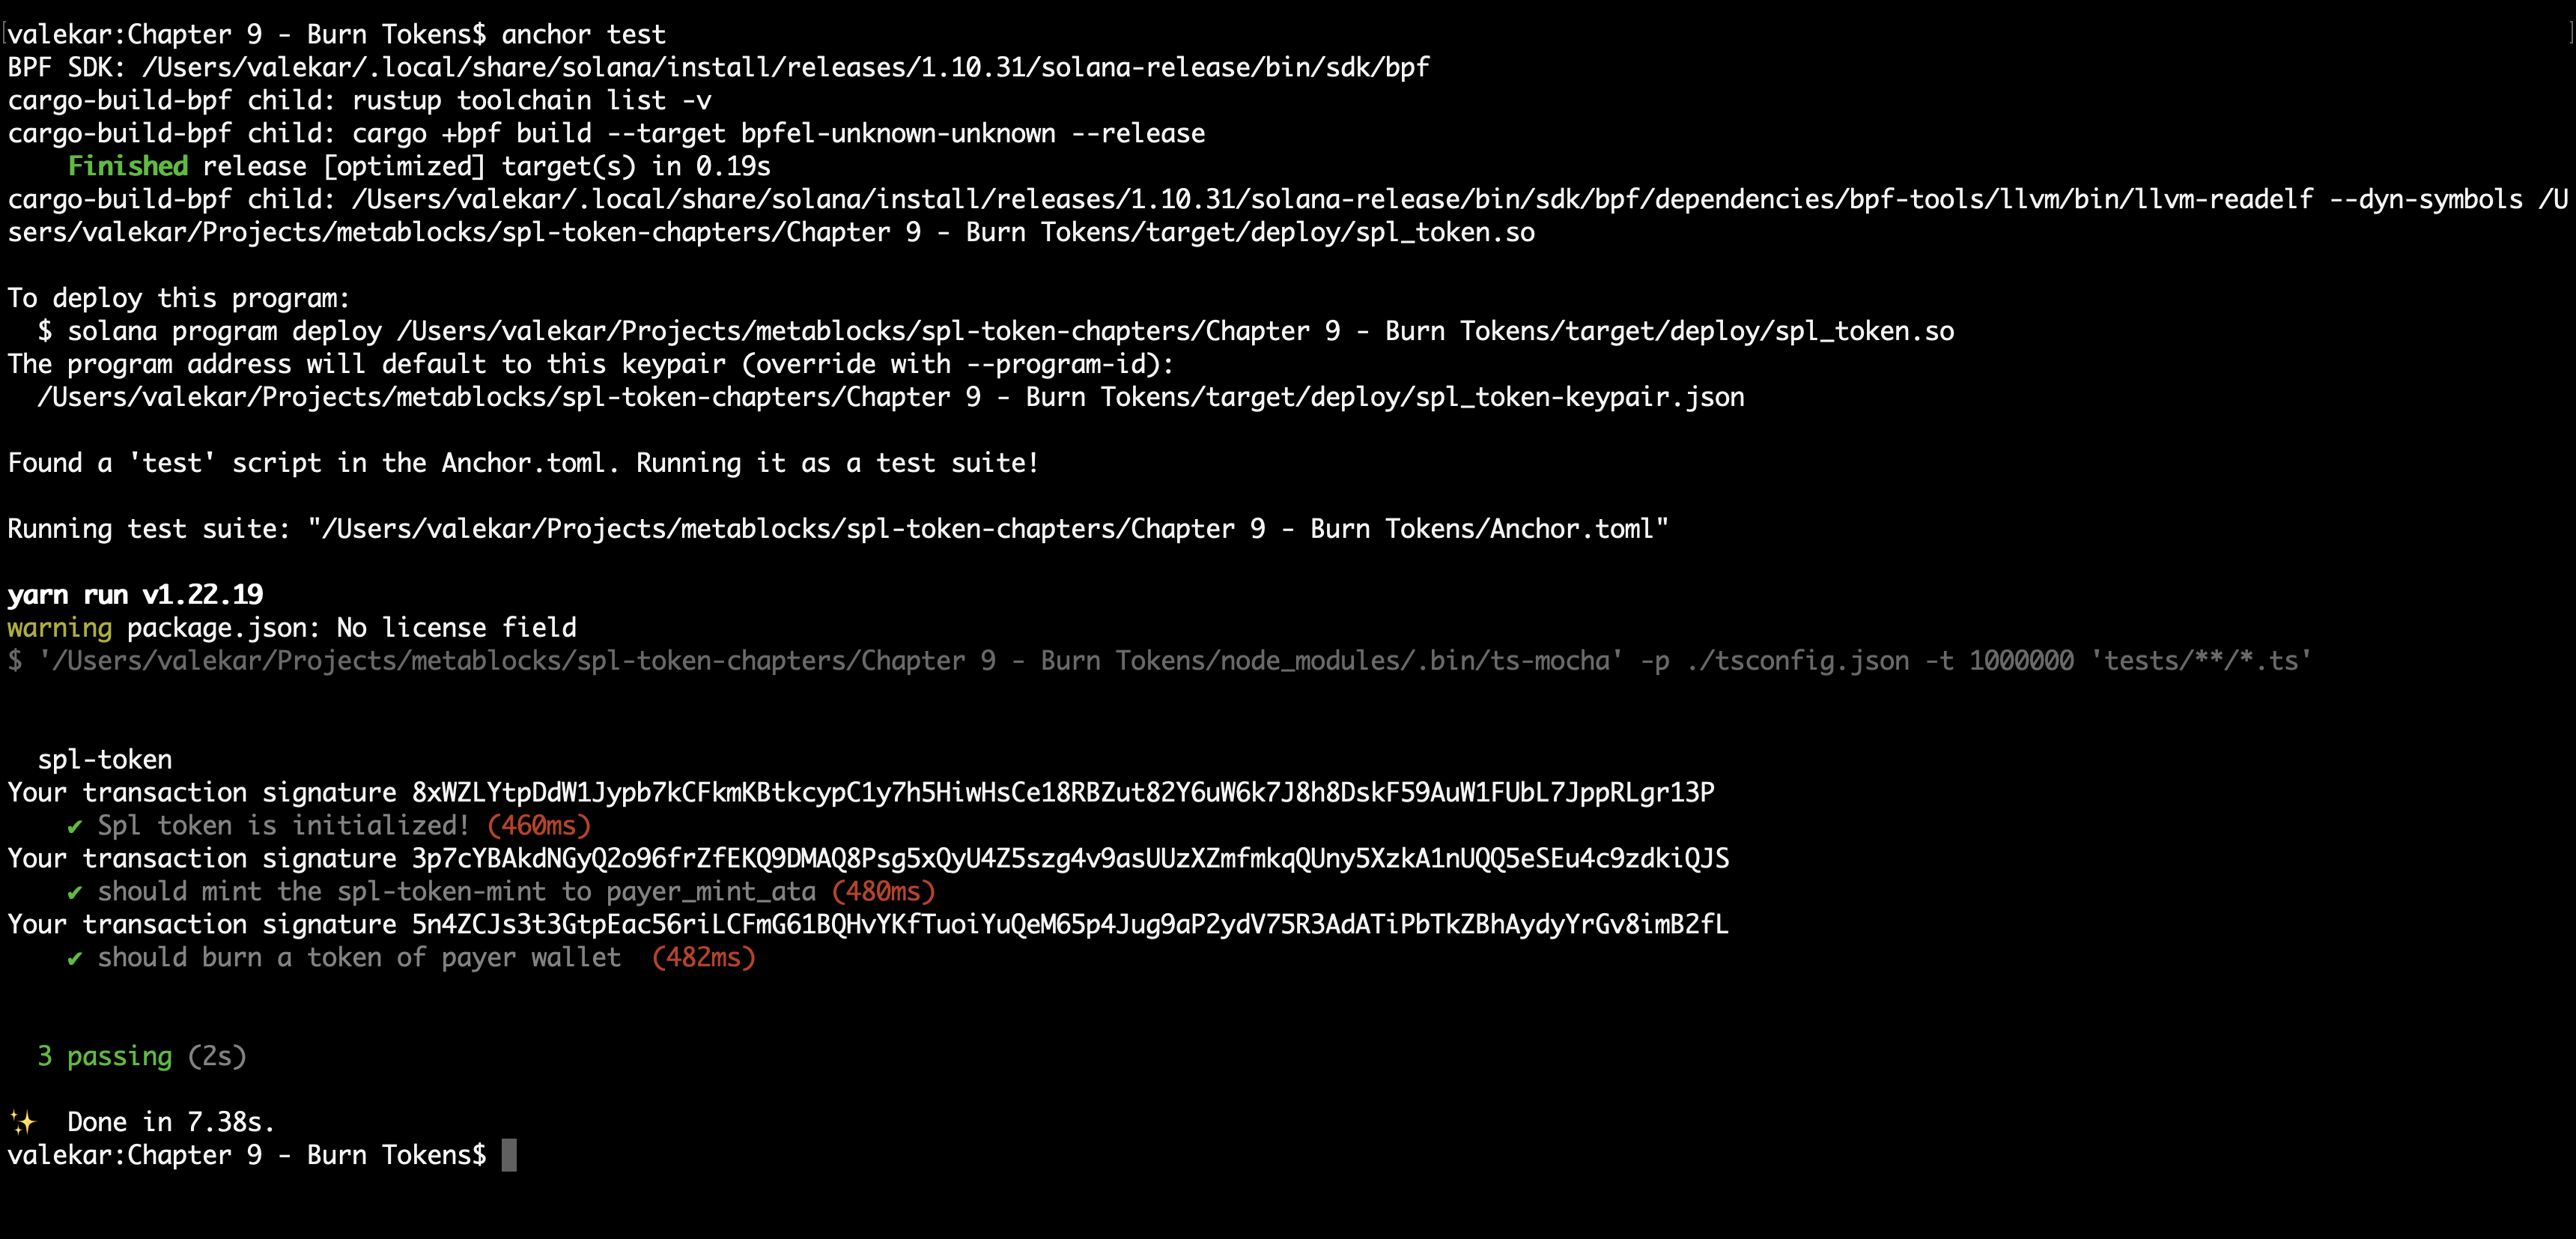 valekar:Chapter 9 - Burn Tokens$ anchor test
BPF SDK: /Users/valekar/.local/share/solana/install/releases/1.10.31/solana-release/bin/sdk/bpf
cargo-build-bpf child: rustup toolchain list -v
cargo-build-bpf child: cargo +bpf build --target bpfel-unknown-unknown --release
    Finished release [optimized] target(s) in 0.19s
cargo-build-bpf child: /Users/valekar/.local/share/solana/install/releases/1.10.31/solana-release/bin/sdk/bpf/dependencies/bpf-tools/llvm/bin/llvm-readelf --dyn-symbols /U
sers/valekar/Projects/metablocks/spl-token-chapters/Chapter 9 - Burn Tokens/target/deploy/spl_token.so
To deploy this program:
  $ solana program deploy /Users/valekar/Projects/metablocks/spl-token-chapters/Chapter 9 - Burn Tokens/target/deploy/spl_token.so
The program address will default to this keypair (override with --program-id):
  /Users/valekar/Projects/metablocks/spl-token-chapters/Chapter 9 - Burn Tokens/target/deploy/spl_token-keypair.json
Found a 'test' script in the Anchor.toml. Running it as a test suite!
Running test suite: "/Users/valekar/Projects/metablocks/spl-token-chapters/Chapter 9 - Burn Tokens/Anchor.toml"
yarn run v1.22.19
warning package.json: No license field
$ '/Users/valekar/Projects/metablocks/spl-token-chapters/Chapter 9 - Burn Tokens/node_modules/.bin/ts-mocha' -p ./tsconfig.json -t 1000000 'tests/**/*.ts'
  spl-token
Your transaction signature 8xWZLYtpDdW1Jypb7kCFkmKBtkcypC1y7h5HiwHsCe18RBZut82Y6uW6k7J8h8DskF59AuW1FUbL7JppRLgr13P
    ✔ Spl token is initialized! (460ms)
Your transaction signature 3p7cYBAkdNGyQ2o96frZfEKQ9DMAQ8Psg5xQyU4Z5szg4v9asUUzXZmfmkqQUny5XzkA1nUQQ5eSEu4c9zdkiQJS
    ✔ should mint the spl-token-mint to payer_mint_ata (480ms)
Your transaction signature 5n4ZCJs3t3GtpEac56riLCFmG61BQHvYKfTuoiYuQeM65p4Jug9aP2ydV75R3AdATiPbTkZBhAydyYrGv8imB2fL
    ✔ should burn a token of payer wallet  (482ms)
  3 passing (2s)
✨  Done in 7.38s.
valekar:Chapter 9 - Burn Tokens$